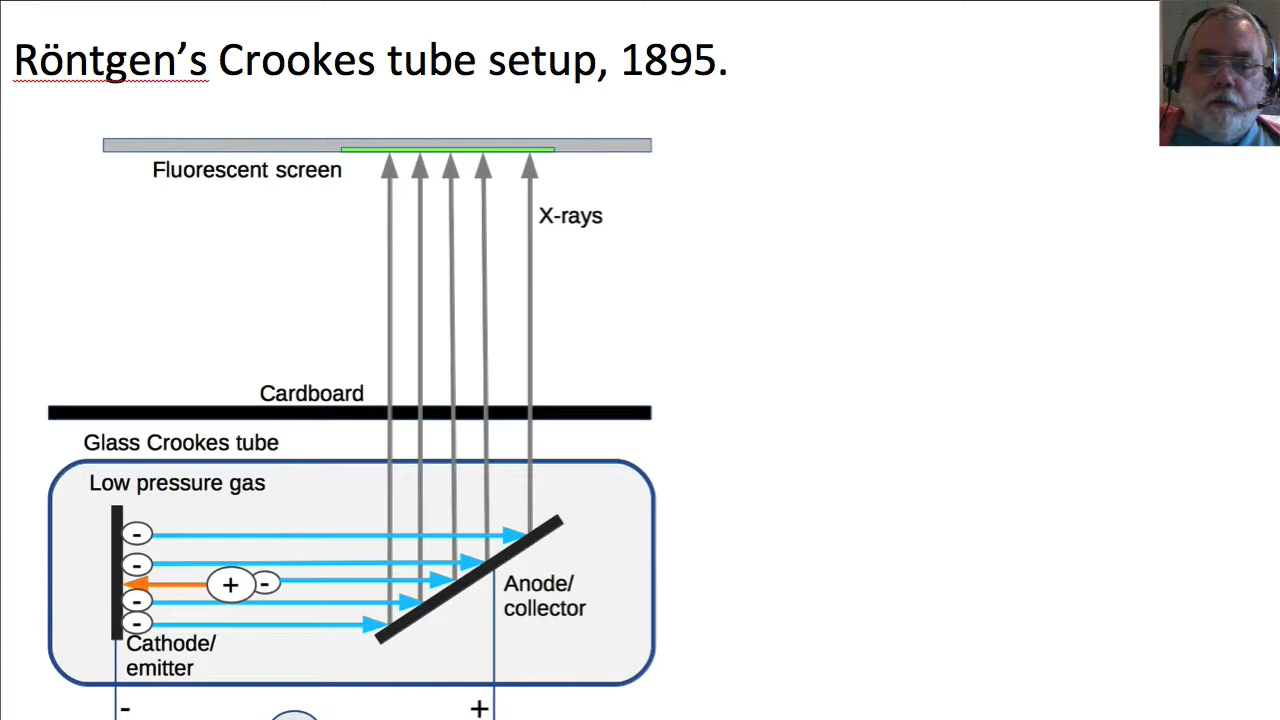 Röntgen’s Crookes tube setup, 1895.
Fluorescent screen
X-rays
Cardboard
Glass Crookes tube
Low pressure gas
-
-
+ -
-
-
Anode/
collector
Cathode/
emitter
- +